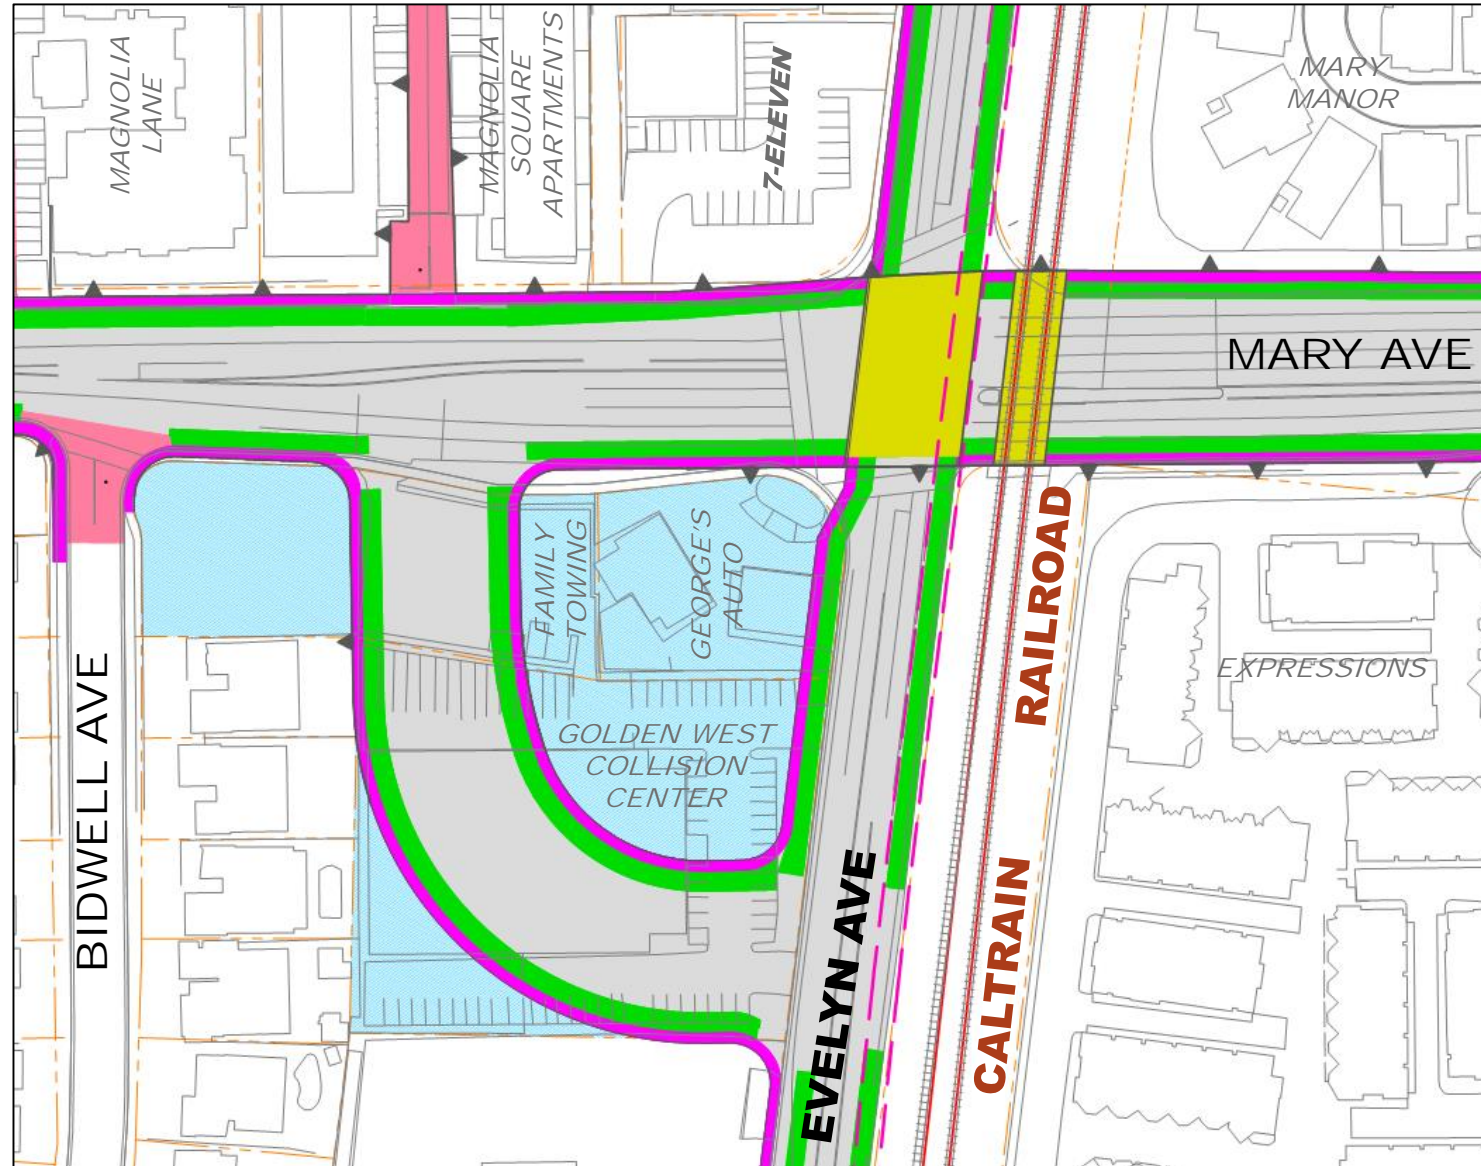 MAGNOLIA
LANE
MAGNOLIA
SQUARE
APARTMENTS
7-ELEVEN
MARY
MANOR
MARY AVE
FAMILY
TOWING
GEORGE'S
AUTO
RAILROAD
EXPRESSIONS
BIDWELL AVE
GOLDEN WEST
COLLISION
CENTER
EVELYN AVE
CALTRAIN